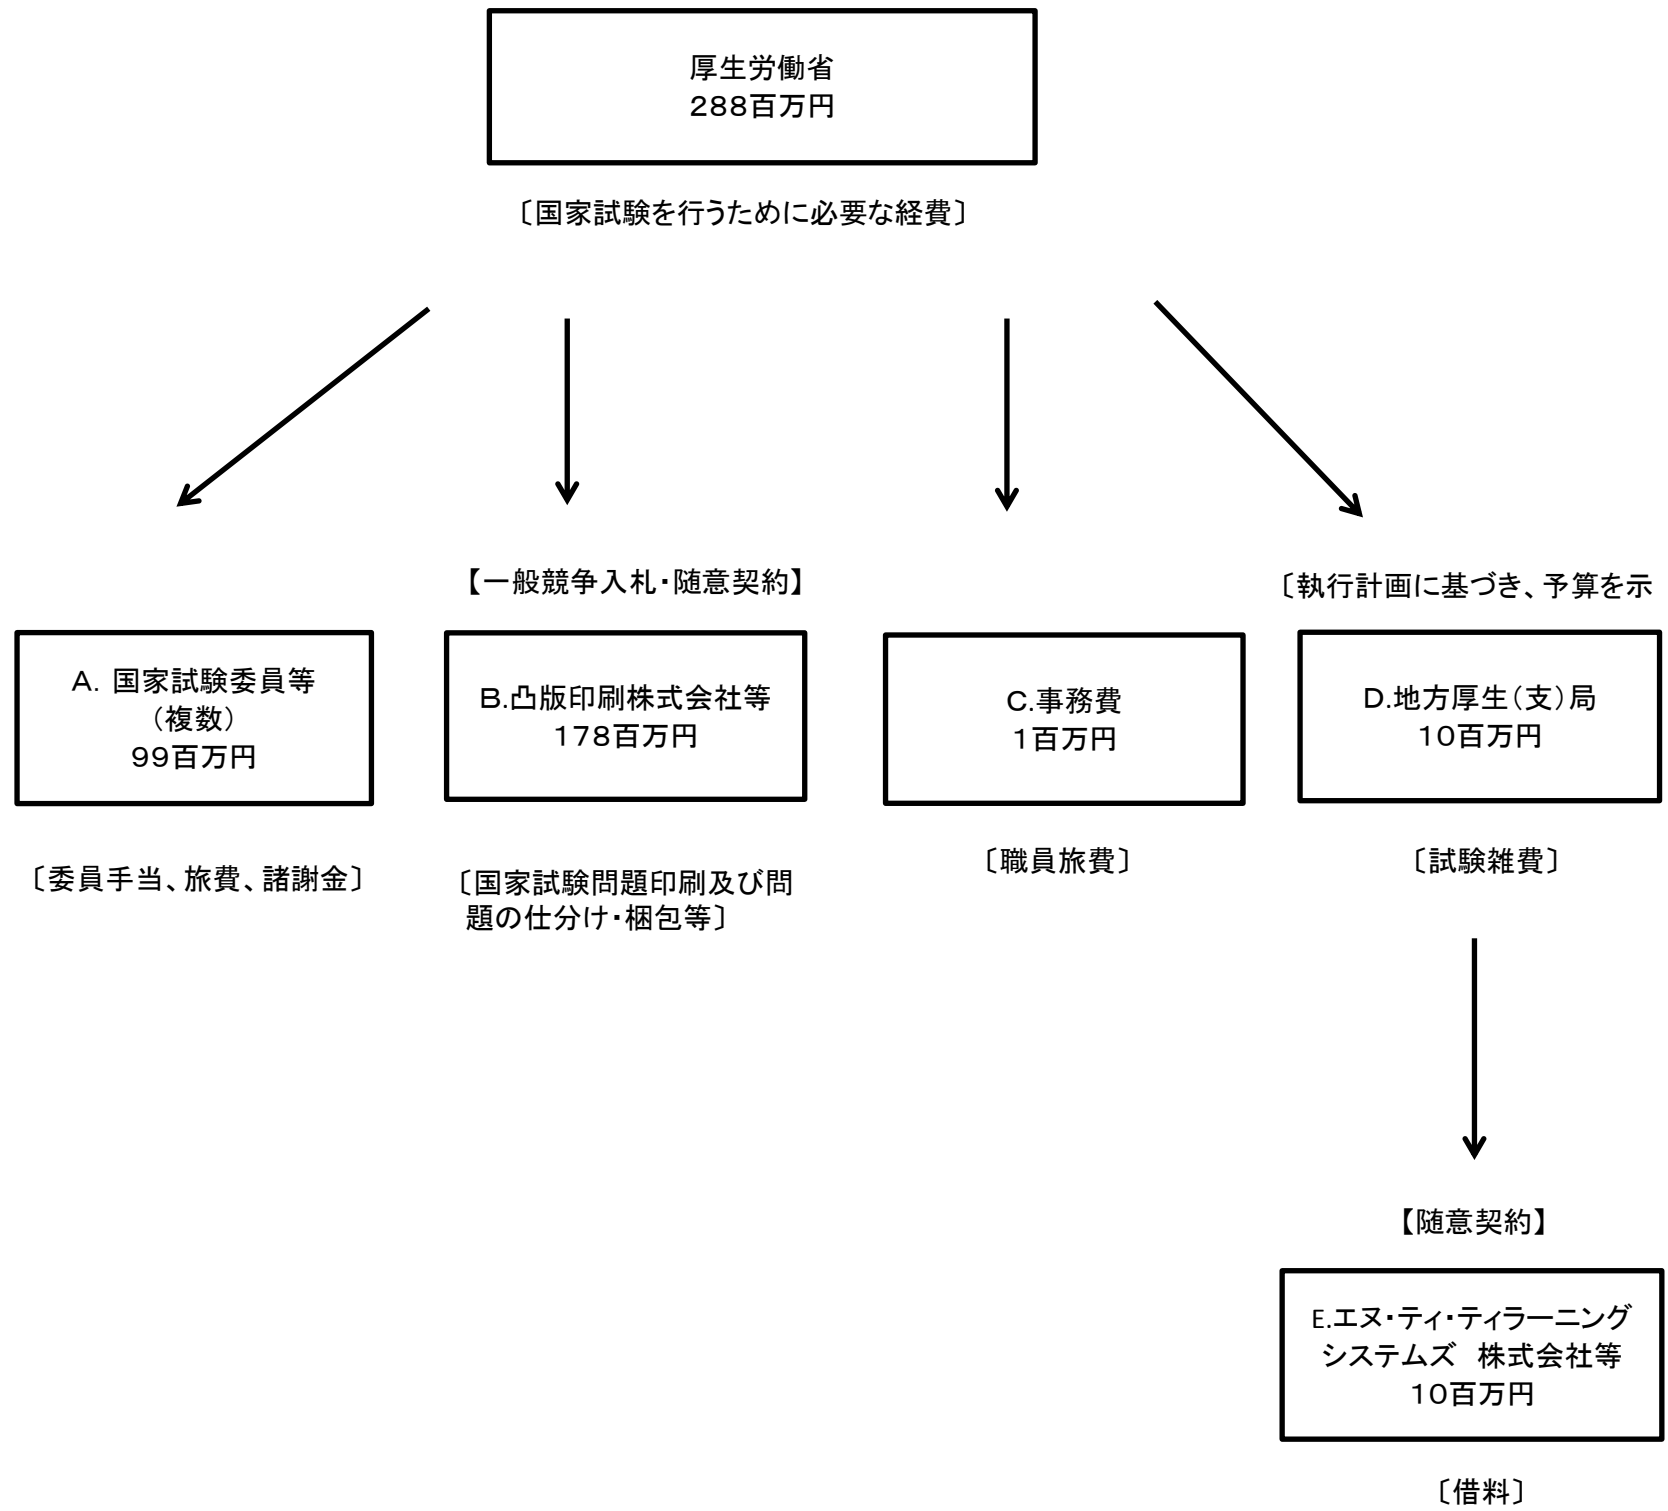 厚生労働省
288百万円
〔国家試験を行うために必要な経費〕
【一般競争入札・随意契約】
〔執行計画に基づき、予算を示
A. 国家試験委員等
（複数）
99百万円
B.凸版印刷株式会社等
178百万円
C.事務費
1百万円
D.地方厚生（支）局
10百万円
〔委員手当、旅費、諸謝金〕
〔国家試験問題印刷及び問
題の仕分け・梱包等〕
〔職員旅費〕
〔試験雑費〕
【随意契約】
E.エヌ・ティ・ティラーニング
システムズ　株式会社等
10百万円
〔借料〕